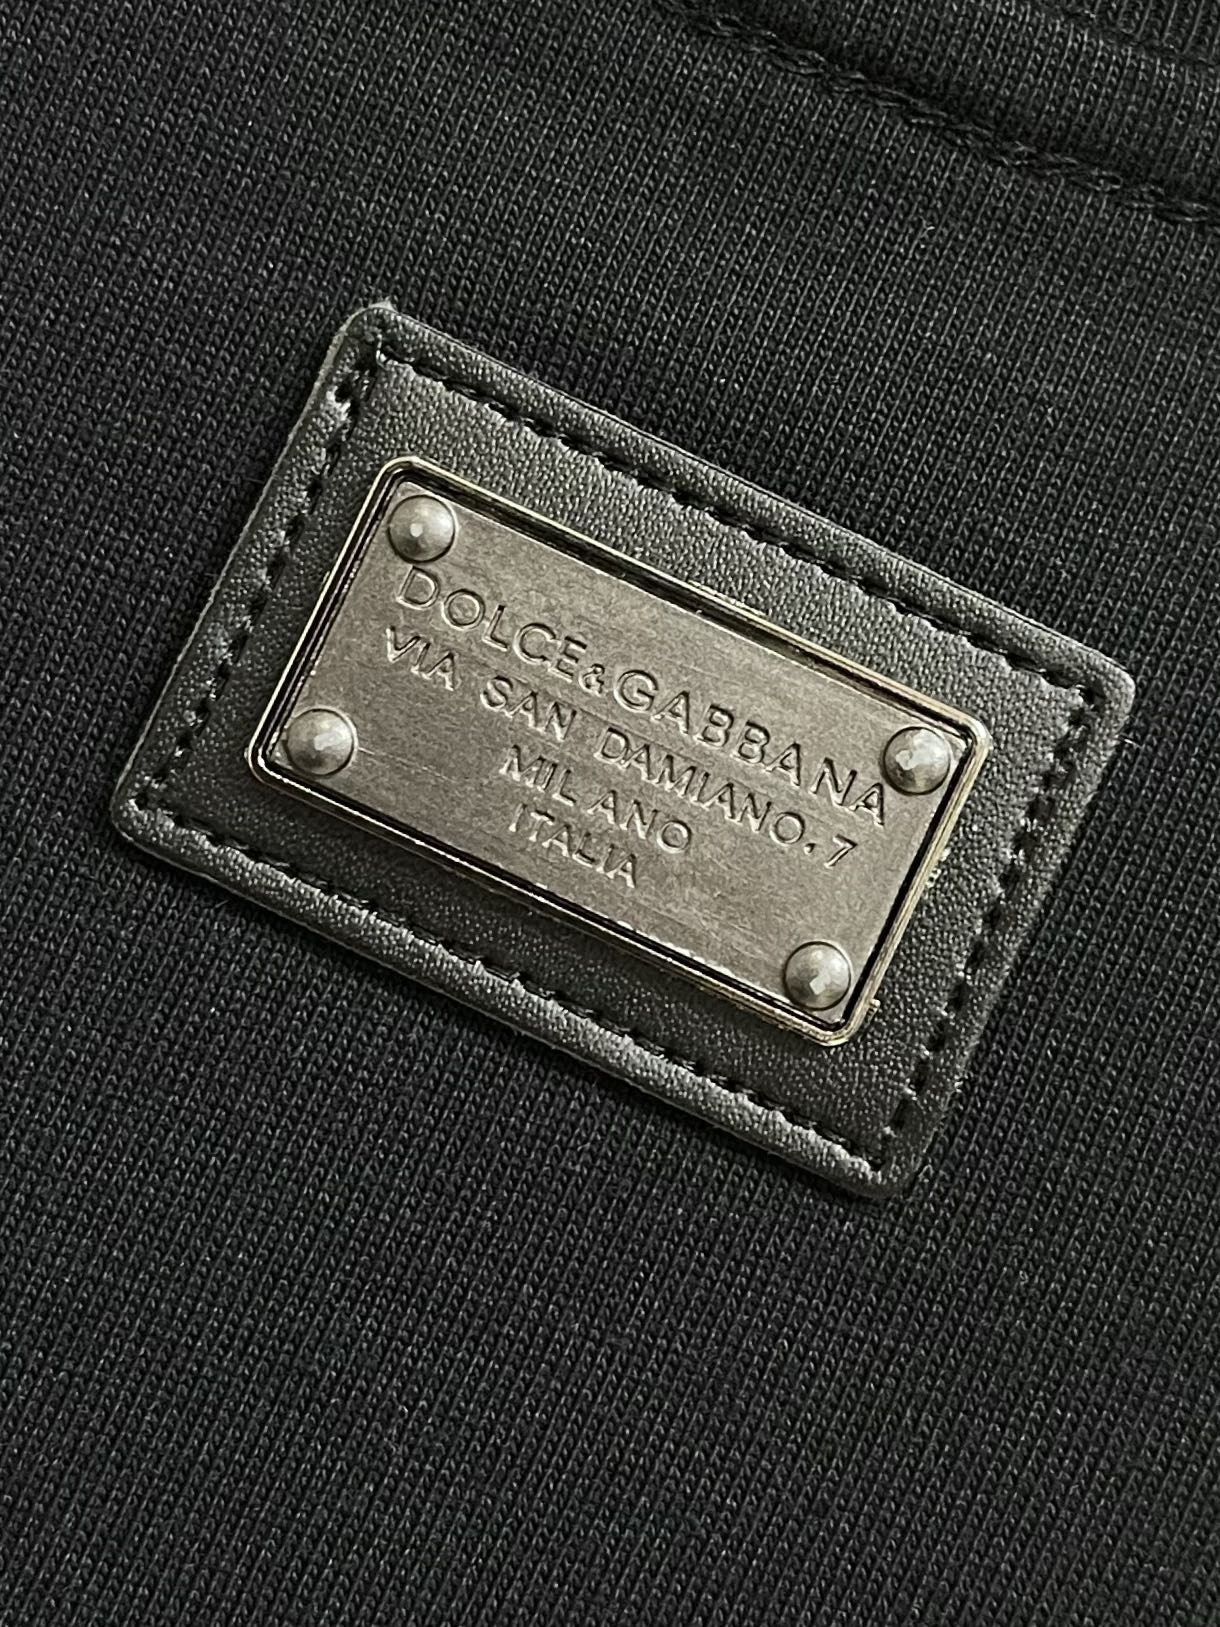 DOLCE&GABBANA
VIA SAN DAMIANO.7
MILANO
ITALIA